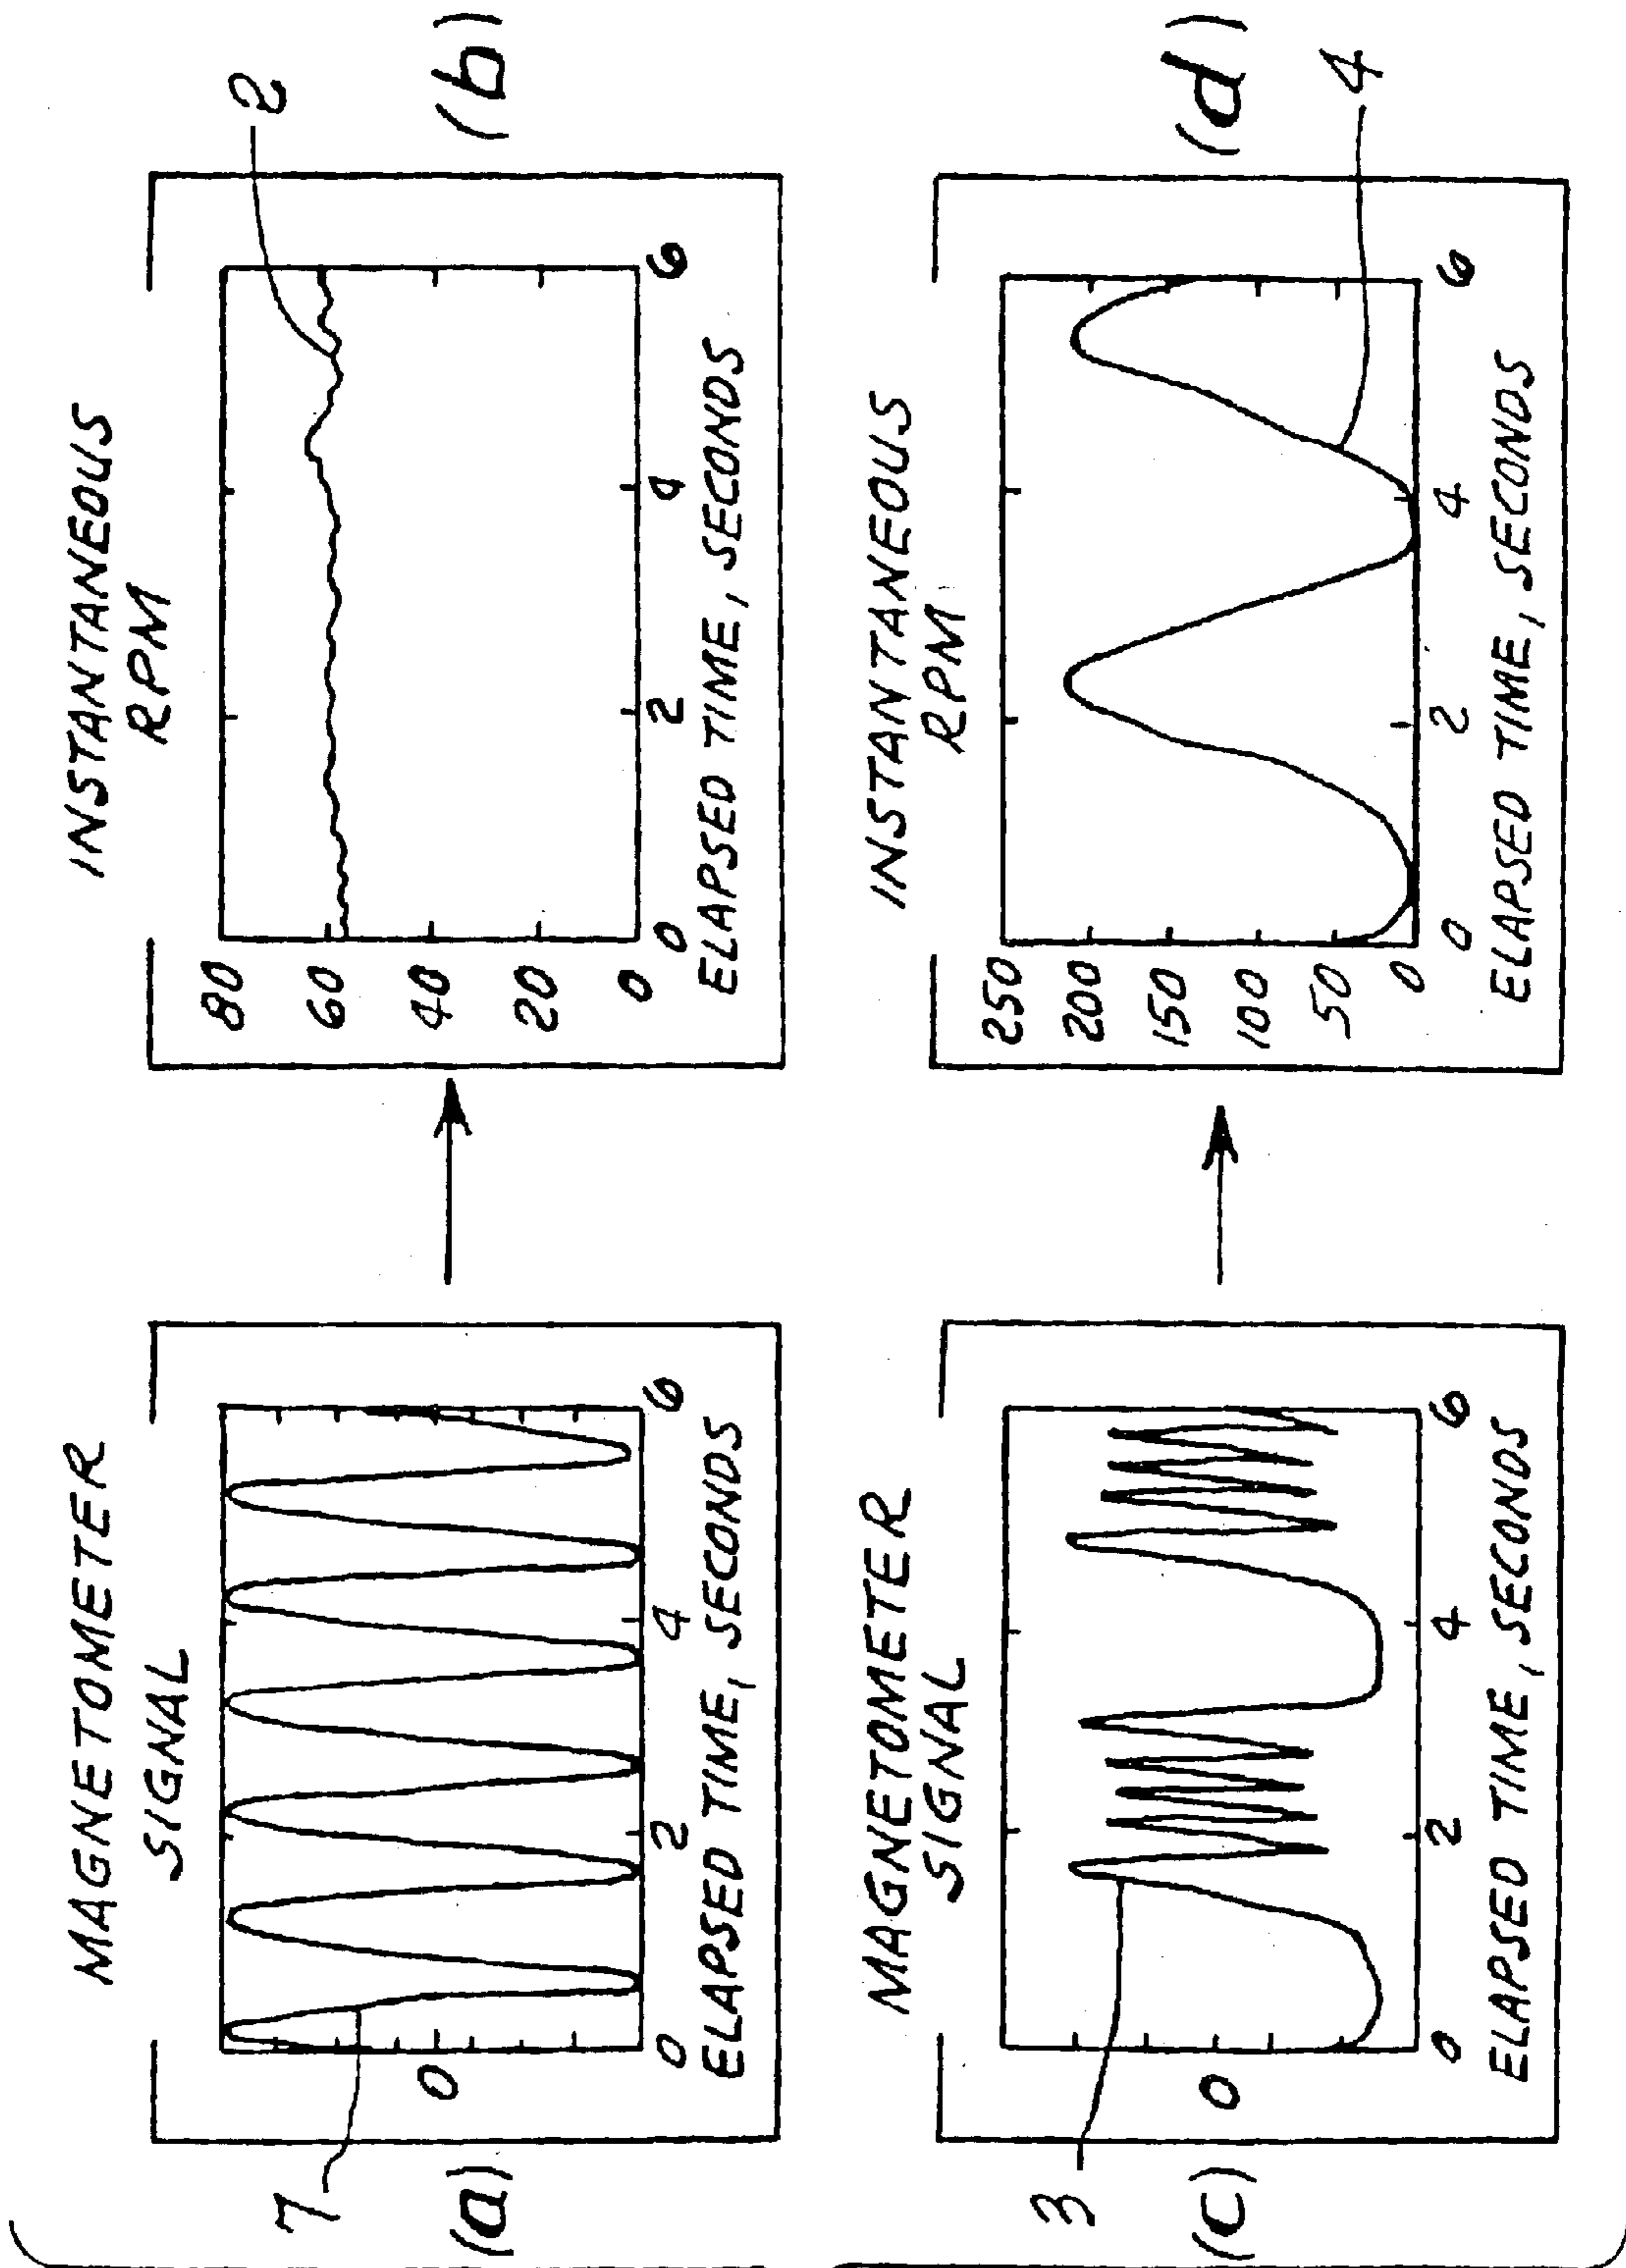 MAGNETOMETER
SIGNAL
7
0
0 2 4 6
ELAPSED TIME, SECONDS
(a)
INSTANTANEOUS
RPM
2
80
60
40
20
0
0 2 4 6
ELAPSED TIME, SECONDS
(b)
MAGNETOMETER
SIGNAL
3
0
0 2 4 6
ELAPSED TIME, SECONDS
(c)
INSTANTANEOUS
RPM
250
200
150
100
50
0
0 2 4 6
ELAPSED TIME, SECONDS
4
(d)